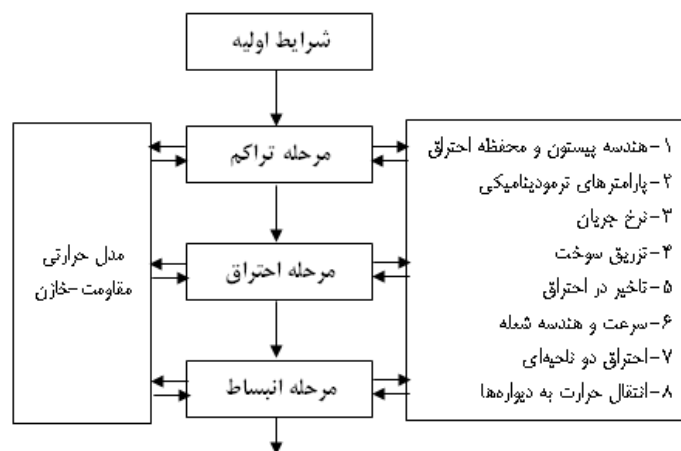 شرایط اولیه
مرحله تراکم
مرحله احتراق
مرحله انبساط
۱-هندسه پیستون و محفظه احتراق
۲-پارامترهای ترمودینامیکی
۳-نرخ جریان
۴-تزریق سوخت
۵-تاخیر در احتراق
۶-سرعت و هندسه شعله
۷-احتراق دو ناحیه‌ای
۸-انتقال حرارت به دیواره‌ها
مدل حرارتی
مقاومت-خازن